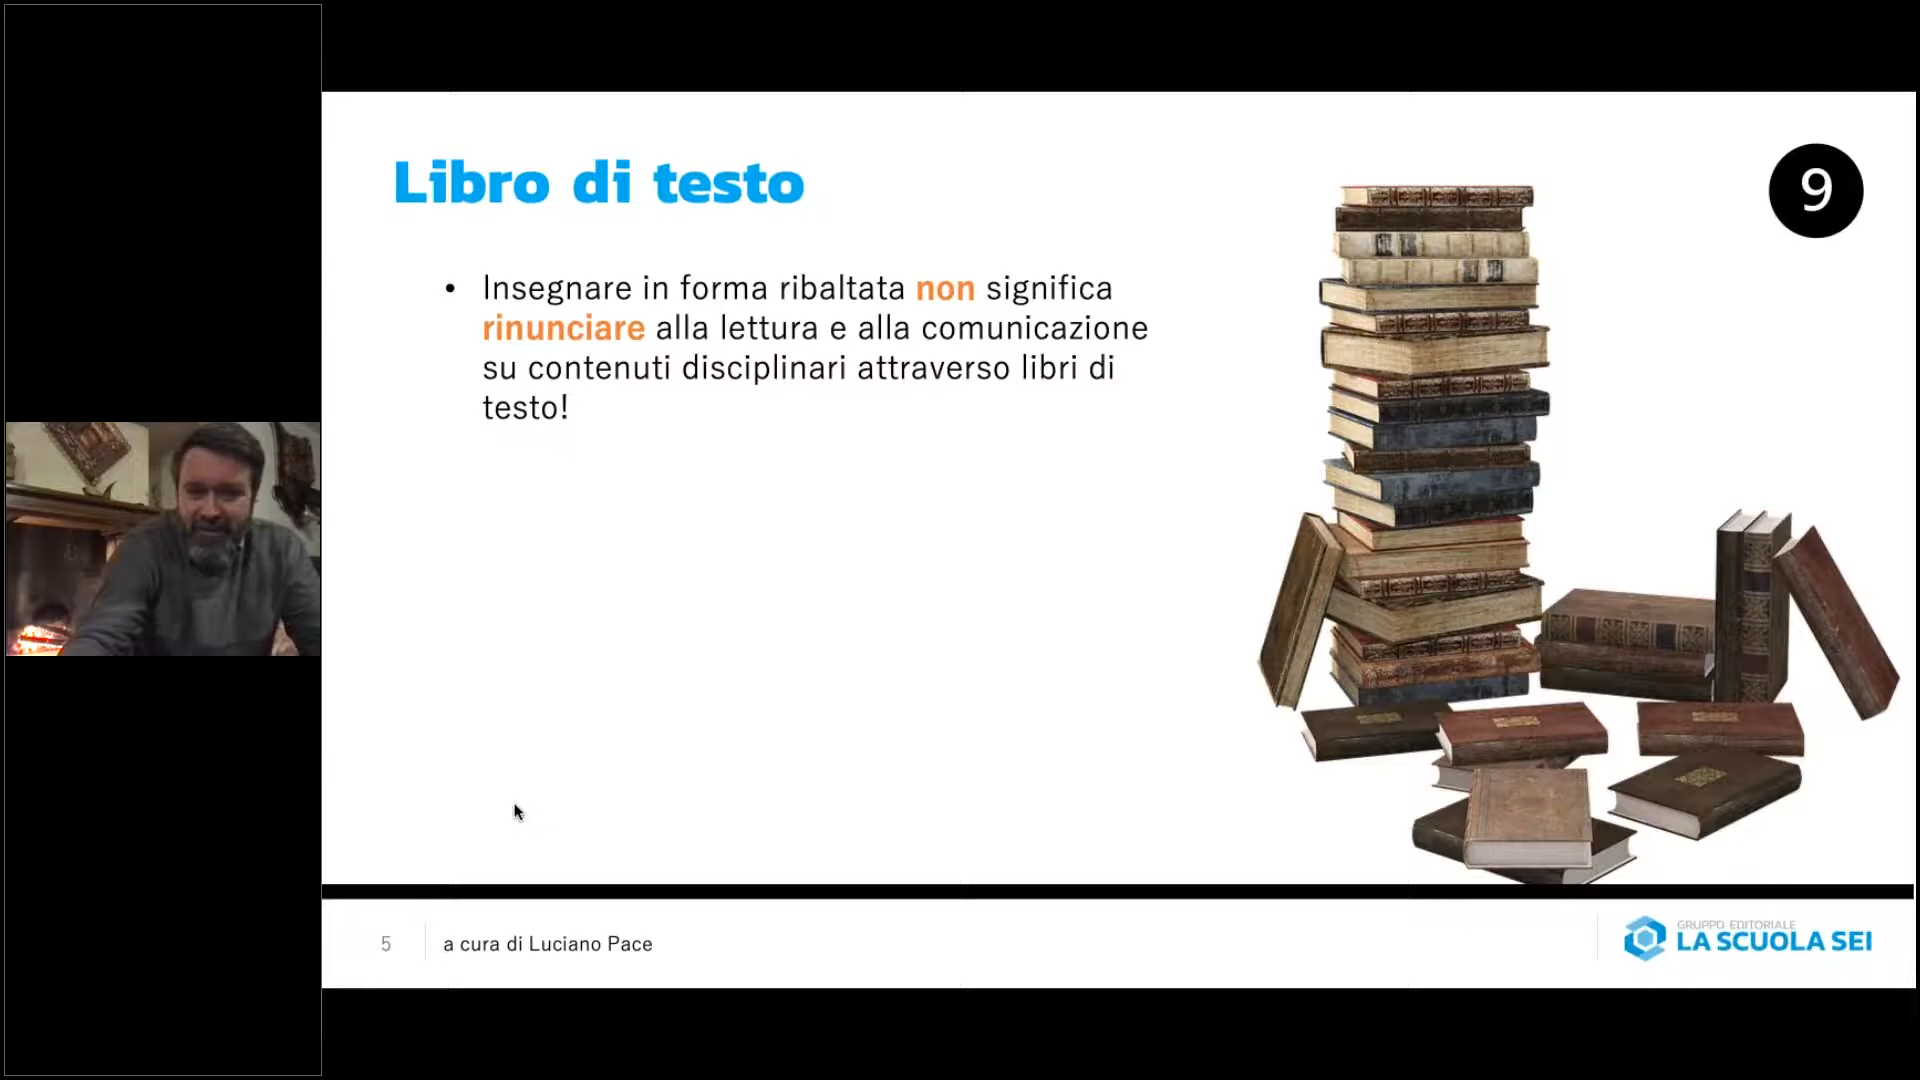 Libro di testo
9
• Insegnare in forma ribaltata non significa
rinunciare alla lettura e alla comunicazione
su contenuti disciplinari attraverso libri di
testo!
5
a cura di Luciano Pace
GRUPPO EDITORIALE
LA SCUOLA SEI